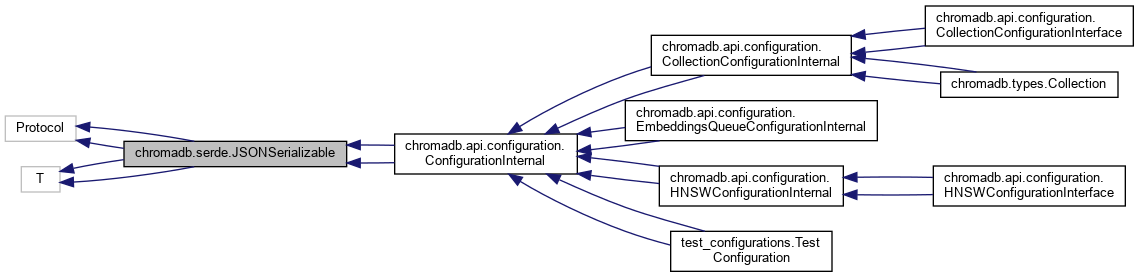 Protocol
T
chromadb.serde.JSONSerializable
chromadb.api.configuration.
ConfigurationInternal
chromadb.api.configuration.
CollectionConfigurationInternal
chromadb.api.configuration.
EmbeddingsQueueConfigurationInternal
chromadb.api.configuration.
HNSWConfigurationInternal
test_configurations.Test
Configuration
chromadb.api.configuration.
CollectionConfigurationInterface
chromadb.types.Collection
chromadb.api.configuration.
HNSWConfigurationInterface